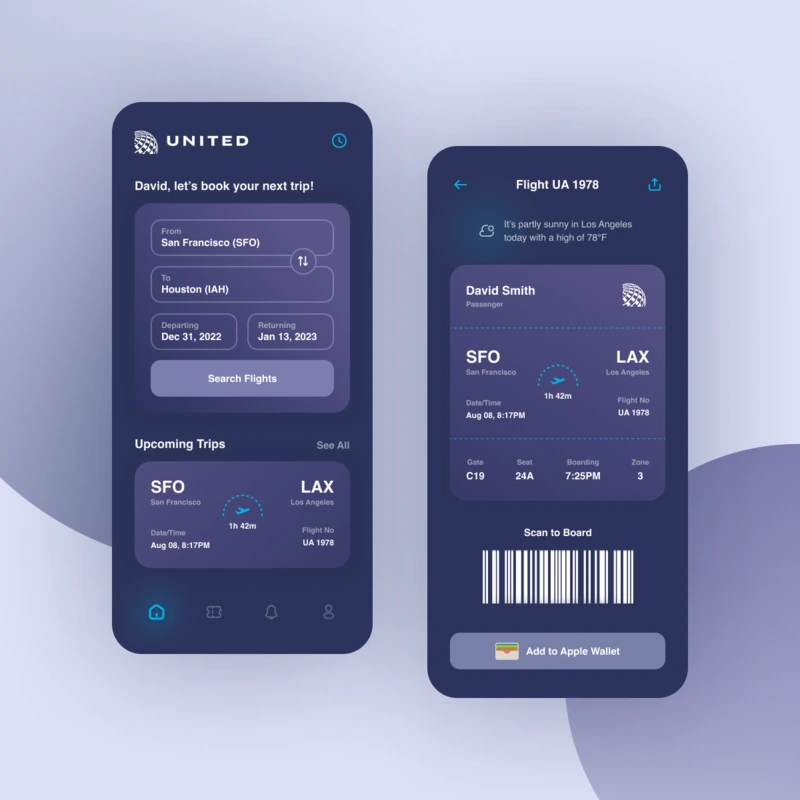 UNITED
David, let's book your next trip!
From
San Francisco (SFO)
To
Houston (IAH)
Departing Returning
Dec 31, 2022 Jan 13, 2023
Search Flights
Upcoming Trips See All
SFO LAX
San Francisco Los Angeles
1h 42m
Date/Time Flight No
Aug 08, 8:17PM UA 1978
Flight UA 1978
It's partly sunny in Los Angeles
today with a high of 78°F
David Smith
Passenger
SFO LAX
San Francisco Los Angeles
1h 42m
Date/Time Flight No
Aug 08, 8:17PM UA 1978
Gate Seat Boarding Zone
C19 24A 7:25PM 3
Scan to Board
Add to Apple Wallet